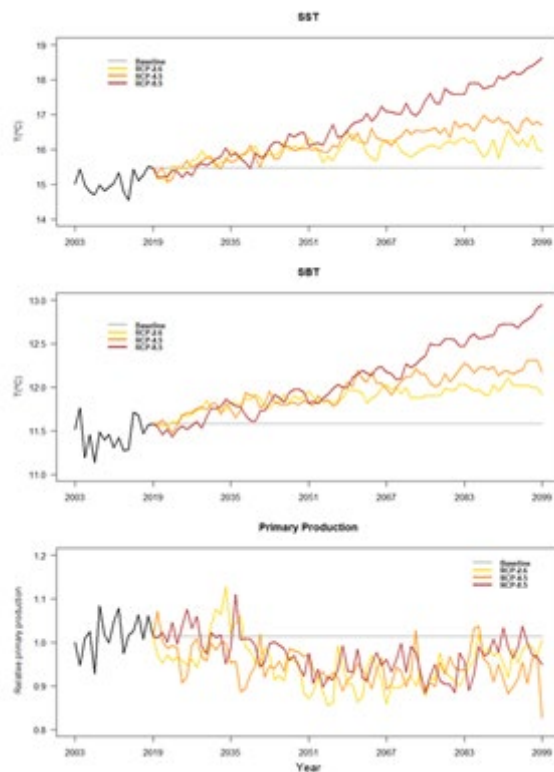 SST
19
18
17
16
15
14
T(ºC)
Baseline
RCP-2.6
RCP-4.5
RCP-8.5
2003 2019 2035 2051 2067 2083 2099
SBT
13.0
12.5
12.0
11.5
11.0
T(ºC)
Baseline
RCP-2.6
RCP-4.5
RCP-8.5
2003 2019 2035 2051 2067 2083 2099
Primary Production
1.2
1.1
1.0
0.9
0.8
Relative primary production
Baseline
RCP-2.6
RCP-4.5
RCP-8.5
2003 2019 2035 2051 2067 2083 2099
Year